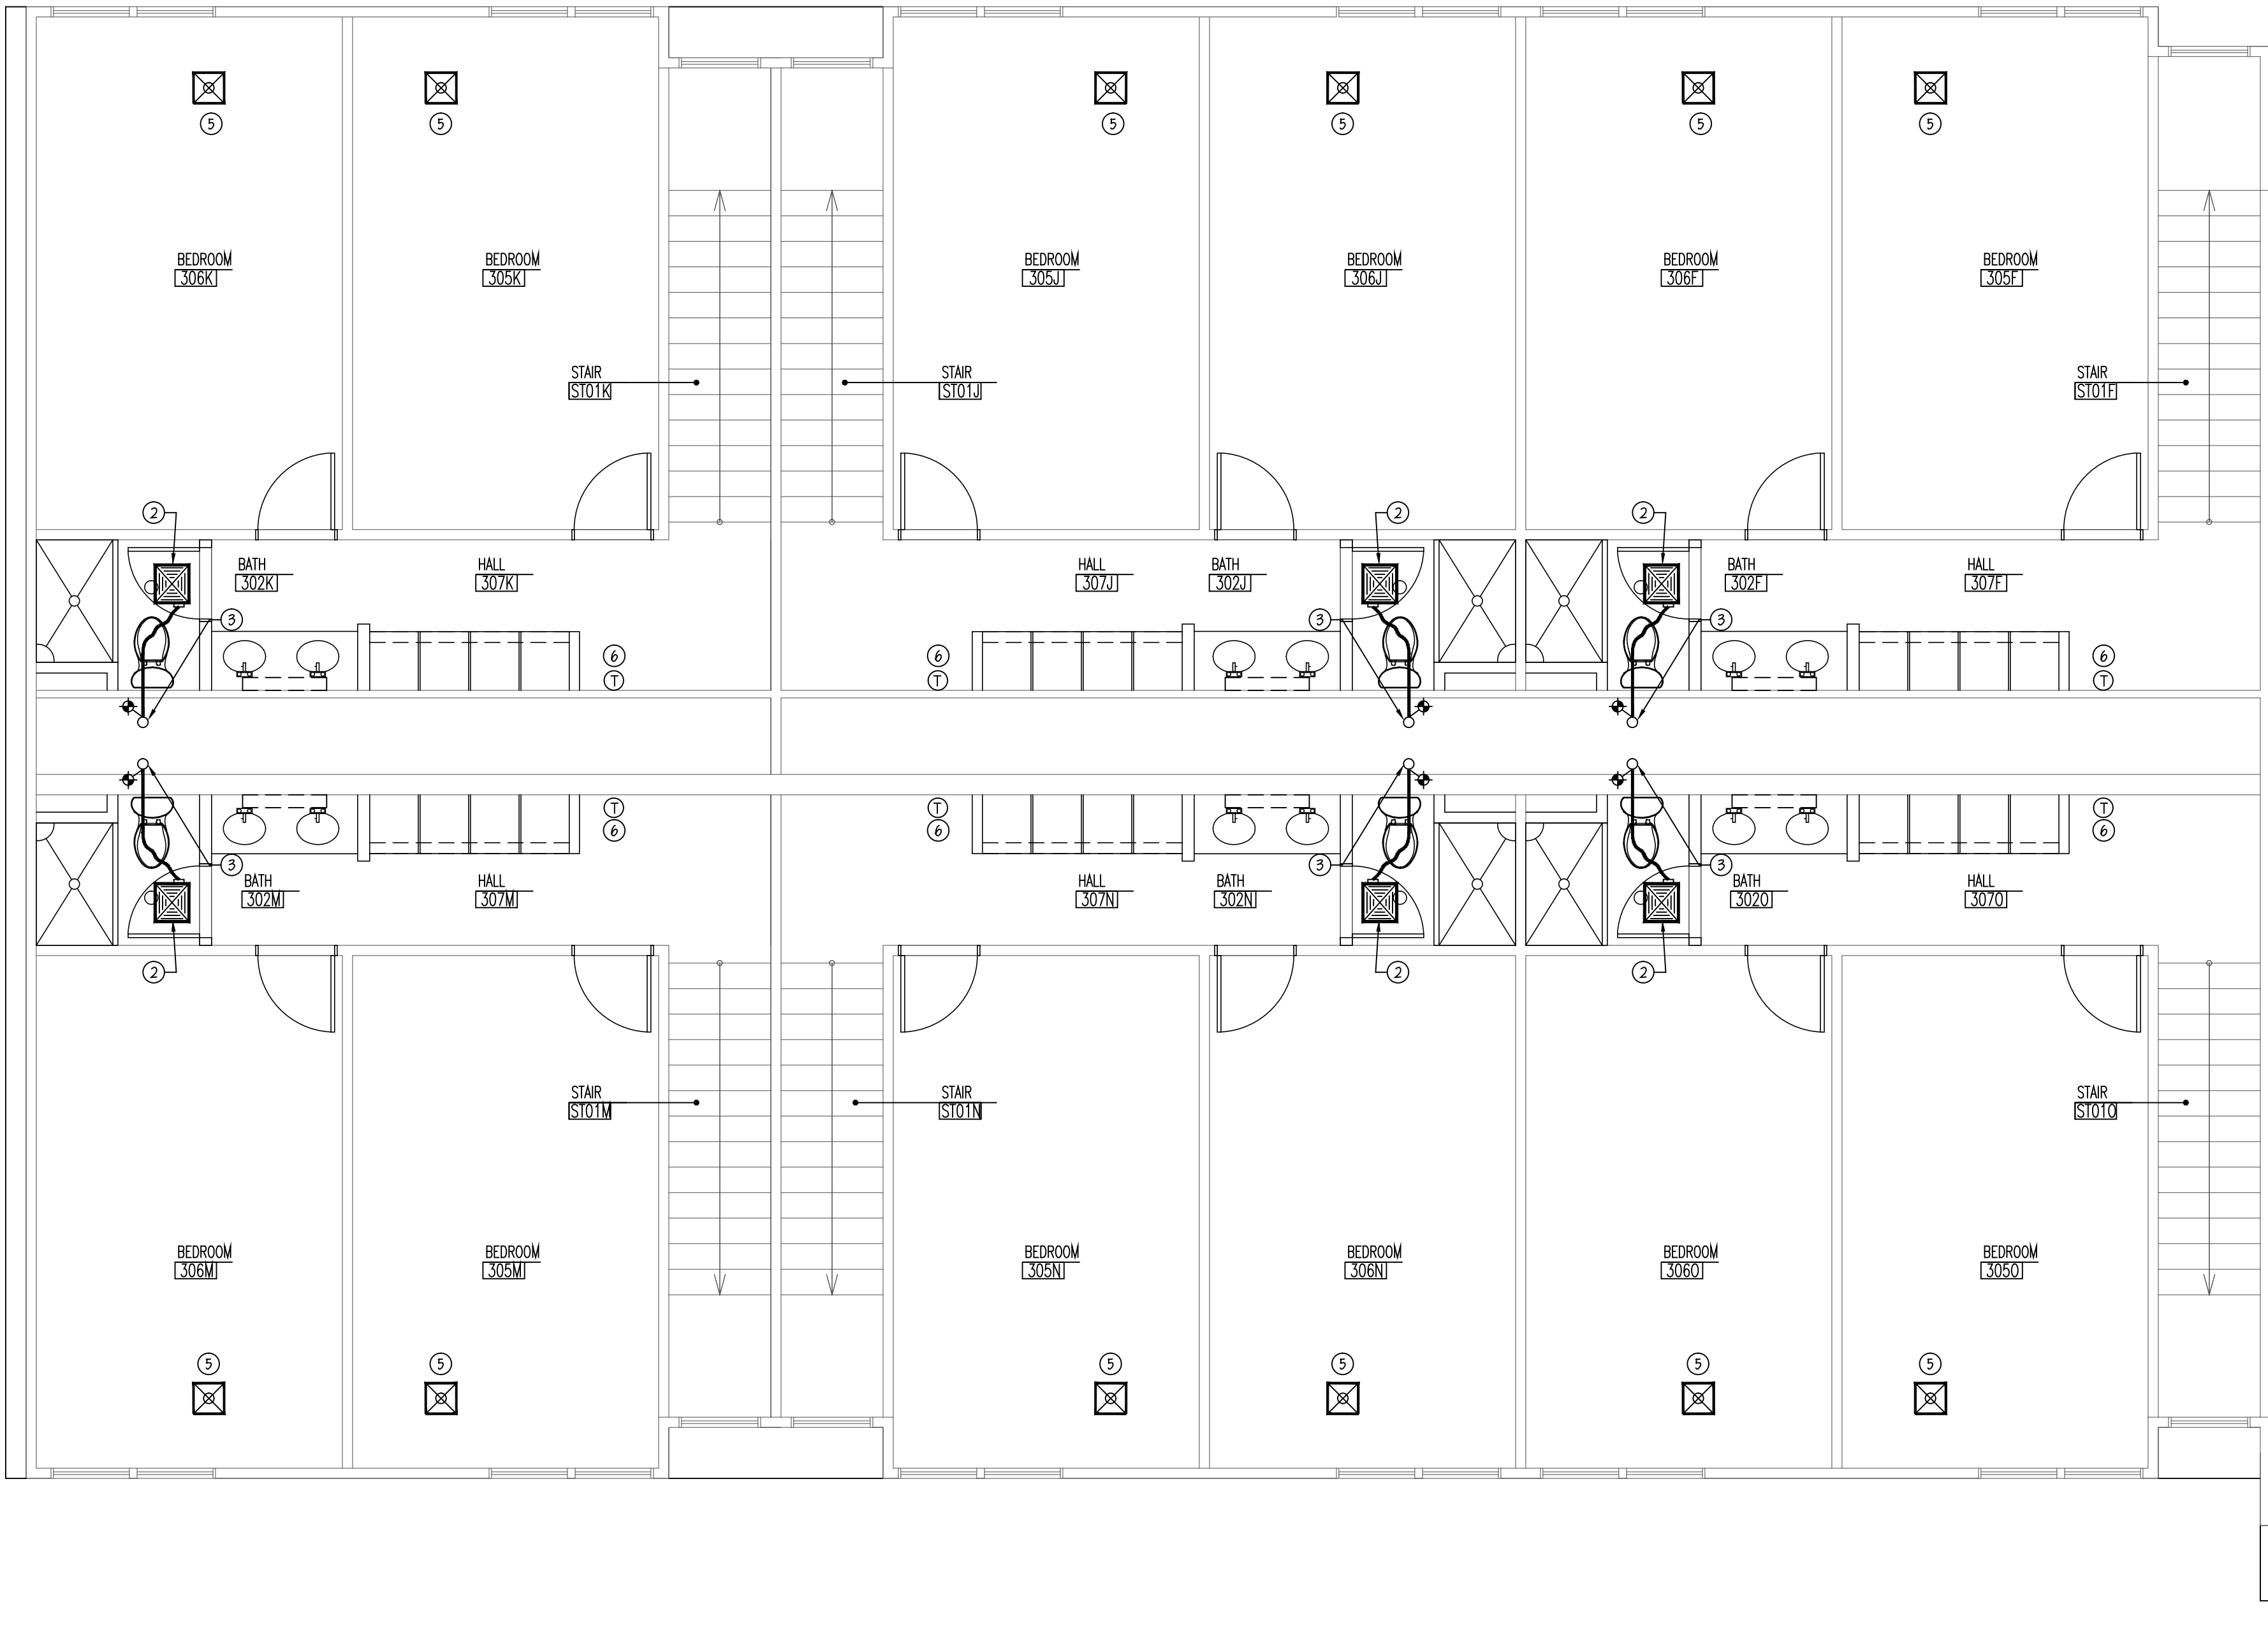 5 5 5 5 5 5
BEDROOM BEDROOM BEDROOM BEDROOM BEDROOM BEDROOM
306K 305K 305J 306J 306F 305F
STAIR STAIR STAIR
ST01K ST01J ST01F
2 2 2
BATH HALL HALL BATH BATH HALL
302K 307K 307J 302J 302F 307F
3 3 3
6 6 6
T T T
T T T
6 6 6
3 3 3
BATH HALL HALL BATH BATH HALL
302M 307M 307N 302N 302O 307O
2 2 2
STAIR STAIR STAIR
ST01M ST01N ST01O
BEDROOM BEDROOM BEDROOM BEDROOM BEDROOM BEDROOM
306M 305M 305N 306N 306O 305O
5 5 5 5 5 5